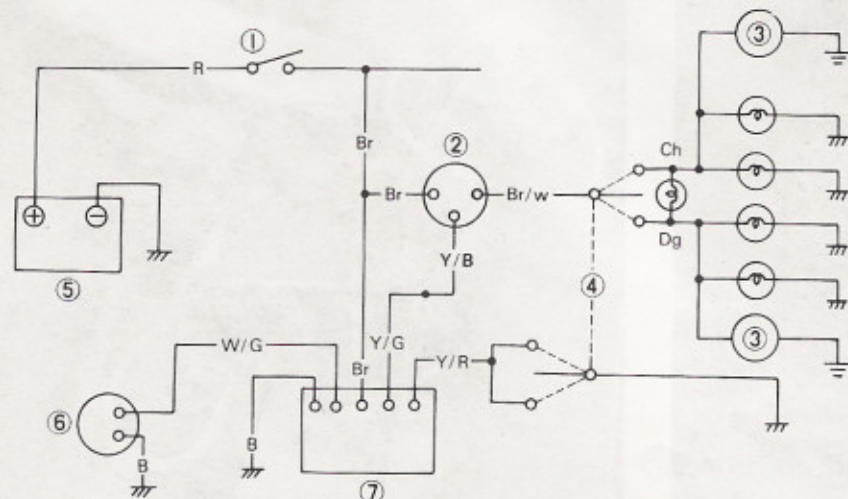 ①
③
R
Br
②
Ch
Br
Br/w
Dg
⊕ ⊖
Y/B
⑤
④
W/G
Y/G
Y/R
③
Br
⑥
B
B
⑦